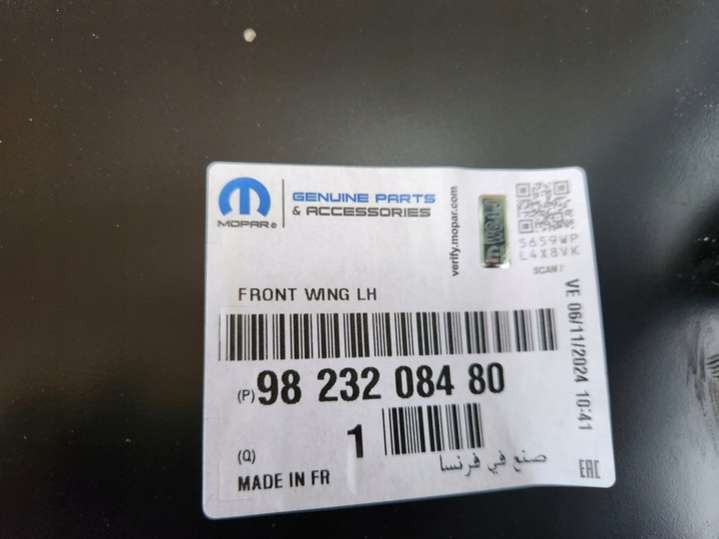 MOPAR®
GENUINE PARTS
& ACCESSORIES
verify.mopar.com
MOPAR
S659WP
L4X8VK
SCAN
FRONT WING LH
(P) 98 232 084 80
VE 06/11/2024 10:41
(Q) 1
MADE IN FR
صنع في فرنسا
EAC